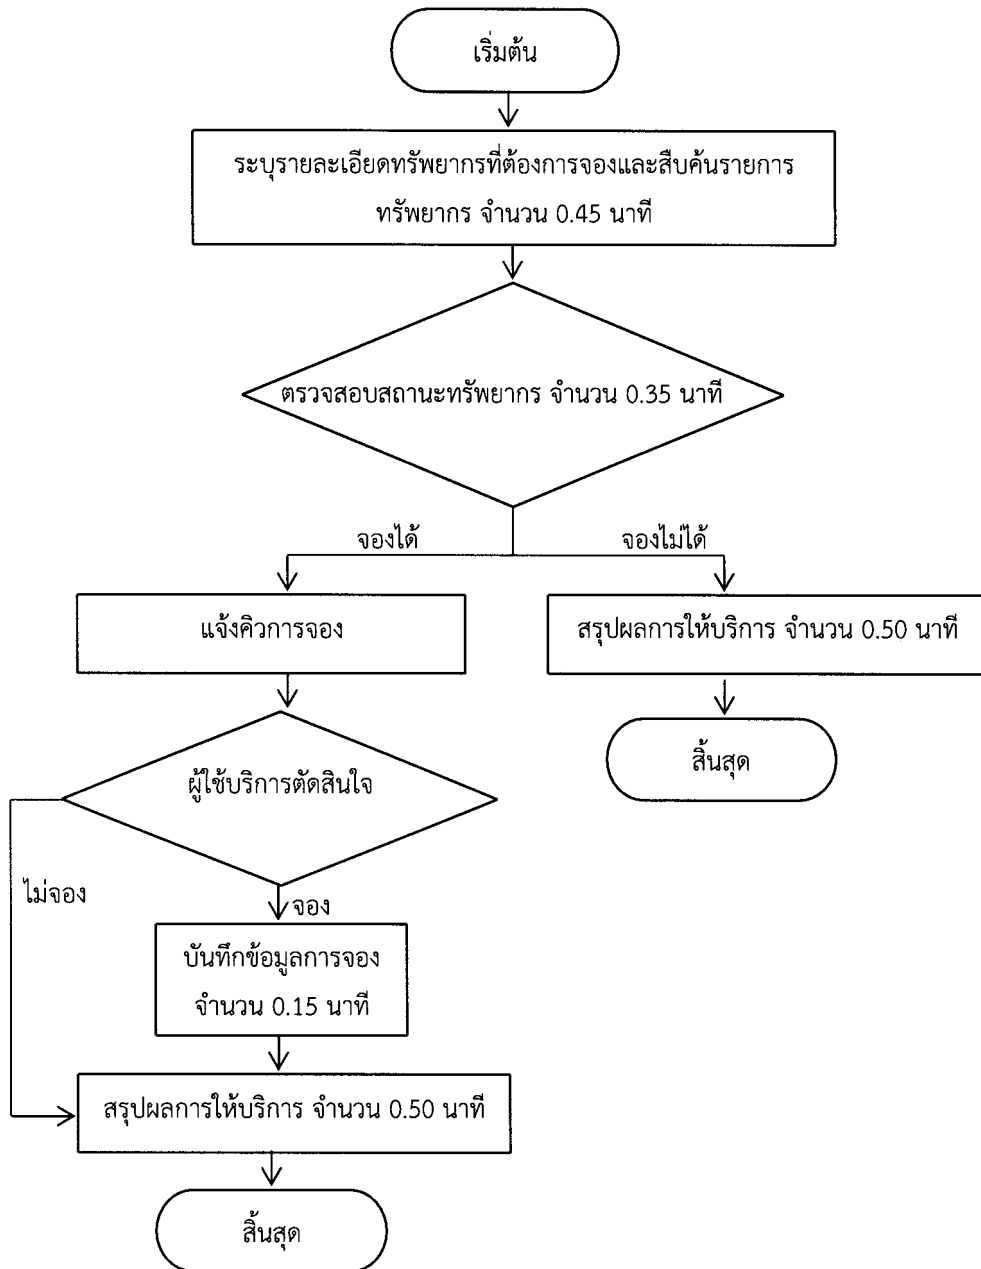 เริ่มต้น
ระบุรายละเอียดทรัพยากรที่ต้องการจองและสืบค้นรายการ
ทรัพยากร จำนวน 0.45 นาที
ตรวจสอบสถานะทรัพยากร จำนวน 0.35 นาที
จองได้
จองไม่ได้
แจ้งคิวการจอง
สรุปผลการให้บริการ จำนวน 0.50 นาที
สิ้นสุด
ผู้ใช้บริการตัดสินใจ
ไม่จอง
จอง
บันทึกข้อมูลการจอง
จำนวน 0.15 นาที
สรุปผลการให้บริการ จำนวน 0.50 นาที
สิ้นสุด